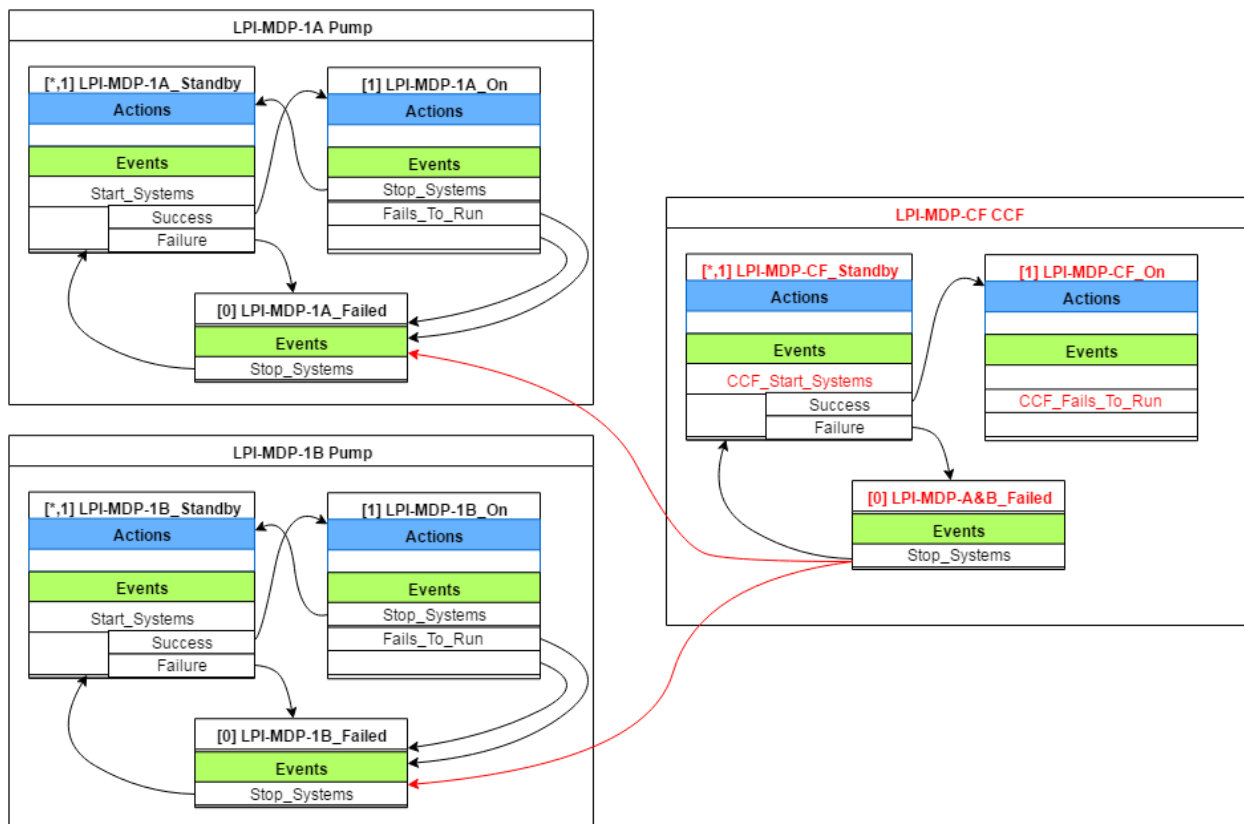 LPI-MDP-1A Pump
[*,1] LPI-MDP-1A_Standby
Actions
Events
Start_Systems
Success
Failure
[1] LPI-MDP-1A_On
Actions
Events
Stop_Systems
Fails_To_Run
[0] LPI-MDP-1A_Failed
Events
Stop_Systems
LPI-MDP-1B Pump
[*,1] LPI-MDP-1B_Standby
Actions
Events
Start_Systems
Success
Failure
[1] LPI-MDP-1B_On
Actions
Events
Stop_Systems
Fails_To_Run
[0] LPI-MDP-1B_Failed
Events
Stop_Systems
LPI-MDP-CF CCF
[*,1] LPI-MDP-CF_Standby
Actions
Events
CCF_Start_Systems
Success
Failure
[1] LPI-MDP-CF_On
Actions
Events
CCF_Fails_To_Run
[0] LPI-MDP-A&B_Failed
Events
Stop_Systems